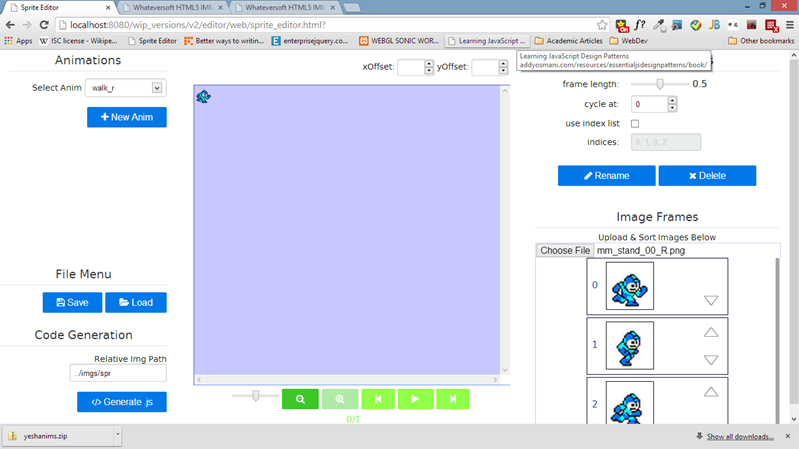 Sprite Editor
Whateversoft HTML5 IMM
Whateversoft HTML5 IMM
localhost:8080/wip_versions/v2/editor/web/sprite_editor.html?
Apps
ISC license - Wikipe...
Sprite Editor
Better ways to writing...
enterprisejquery.com...
WEBGL SONIC WOR...
Learning JavaScript ...
Academic Articles
WebDev
Other bookmarks
Learning JavaScript Design Patterns
addyosmani.com/resources/essentialjsdesignpatterns/book/
Animations
Select Anim
walk_r
New Anim
File Menu
Save
Load
Code Generation
Relative Img Path
../imgs/spr
</> Generate .js
xOffset:
yOffset:
0/1
frame length:
0.5
cycle at:
0
use index list
indices:
0, 1, 0, 2
Rename
Delete
Image Frames
Upload & Sort Images Below
Choose File
mm_stand_00_R.png
0
1
2
yeshanims.zip
Show all downloads...